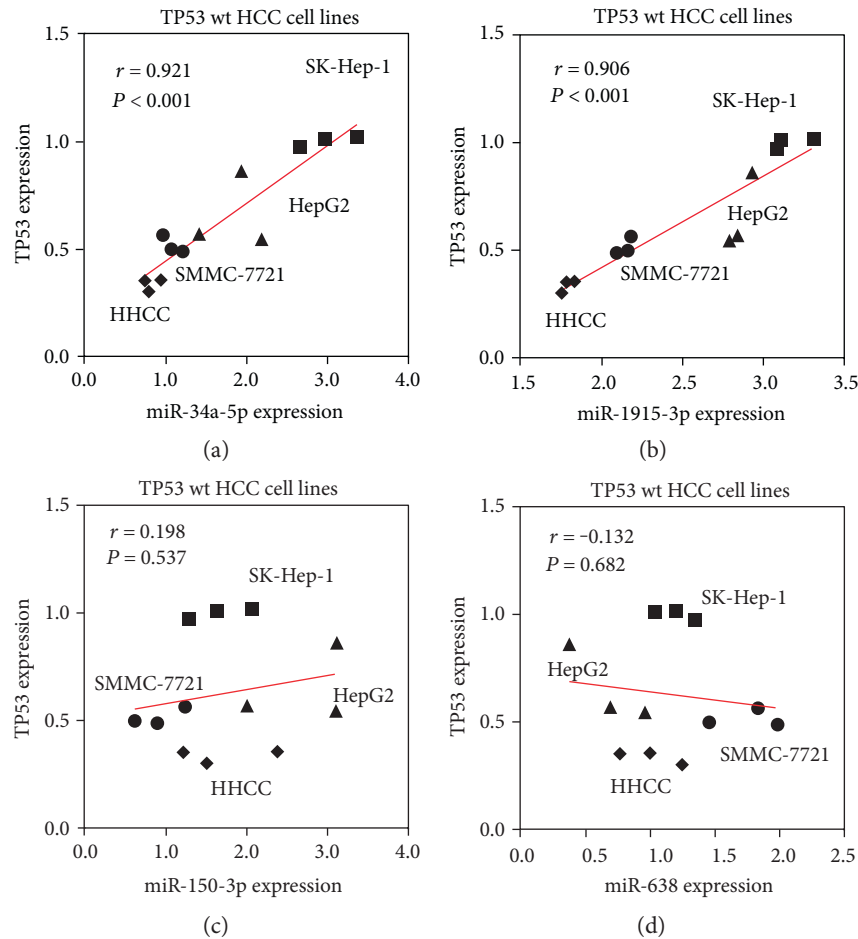 TP53 wt HCC cell lines
1.5
1.0
0.5
0.0
TP53 expression
r = 0.921
P < 0.001
SK-Hep-1
HepG2
SMMC-7721
HHCC
0.0 1.0 2.0 3.0 4.0
miR-34a-5p expression
(a)
TP53 wt HCC cell lines
1.5
1.0
0.5
0.0
TP53 expression
r = 0.906
P < 0.001
SK-Hep-1
HepG2
SMMC-7721
HHCC
1.5 2.0 2.5 3.0 3.5
miR-1915-3p expression
(b)
TP53 wt HCC cell lines
1.5
1.0
0.5
0.0
TP53 expression
r = 0.198
P = 0.537
SK-Hep-1
SMMC-7721
HepG2
HHCC
0.0 1.0 2.0 3.0 4.0
miR-150-3p expression
(c)
TP53 wt HCC cell lines
1.5
1.0
0.5
0.0
TP53 expression
r = −0.132
P = 0.682
SK-Hep-1
HepG2
SMMC-7721
HHCC
0.0 0.5 1.0 1.5 2.0 2.5
miR-638 expression
(d)